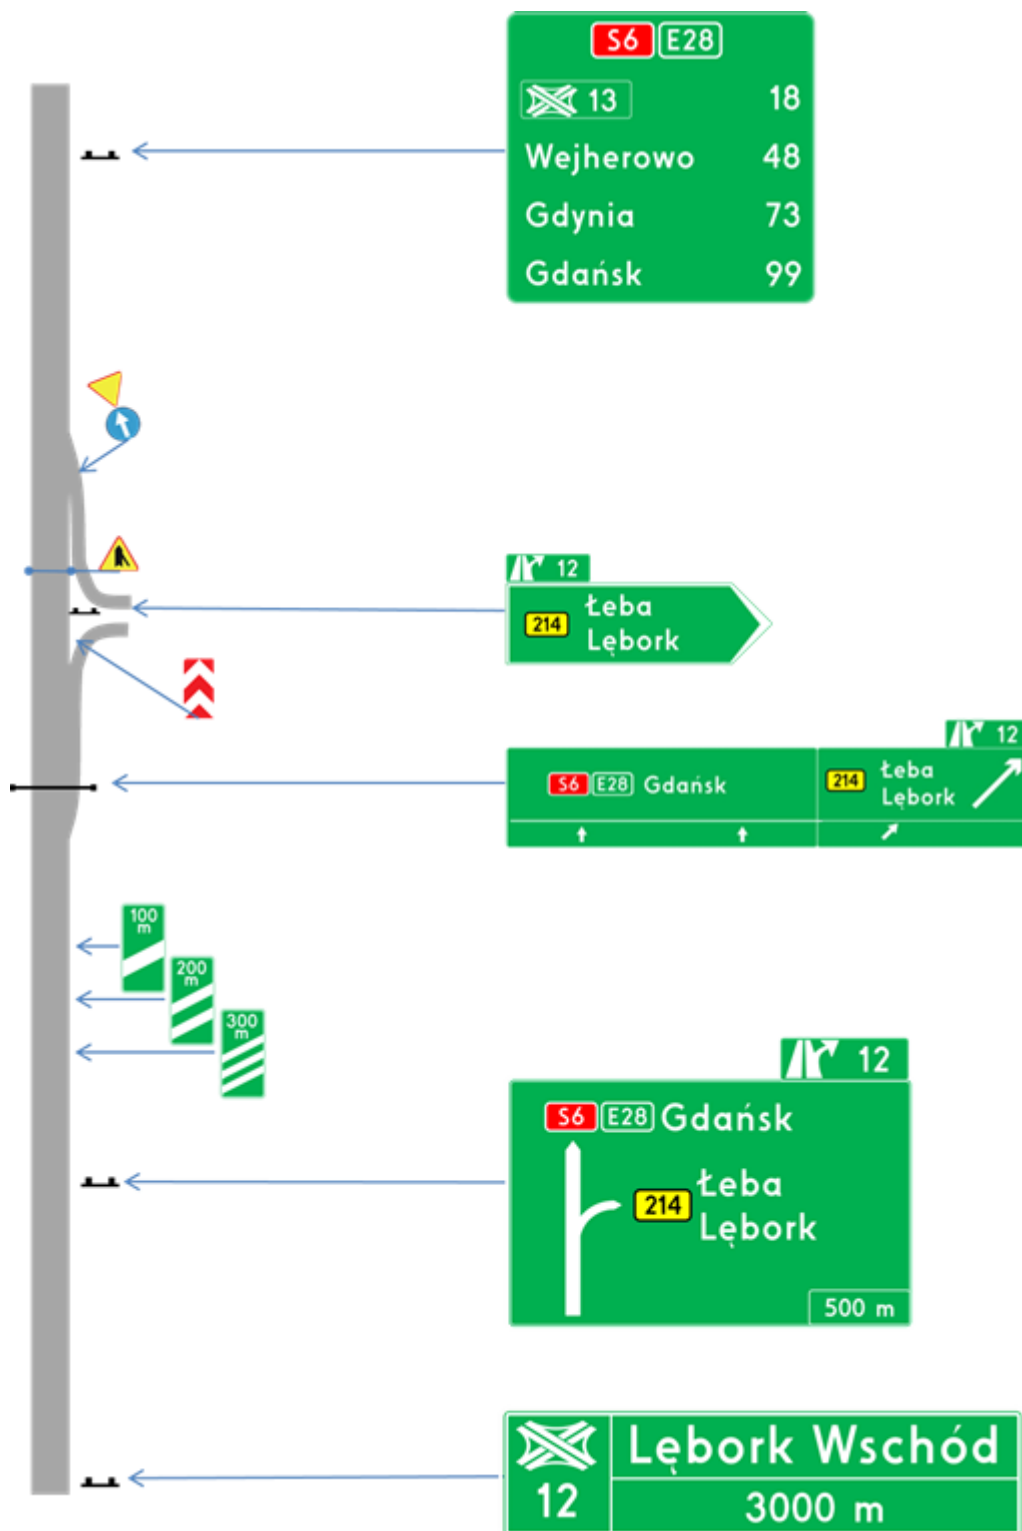 S6 E28
13 18
Wejherowo 48
Gdynia 73
Gdańsk 99
12
214
Łeba
Lębork
12
S6 E28 Gdańsk
214
Łeba
Lębork
100
m
200
m
300
m
12
S6 E28 Gdańsk
214
Łeba
Lębork
500 m
12
Lębork Wschód
3000 m